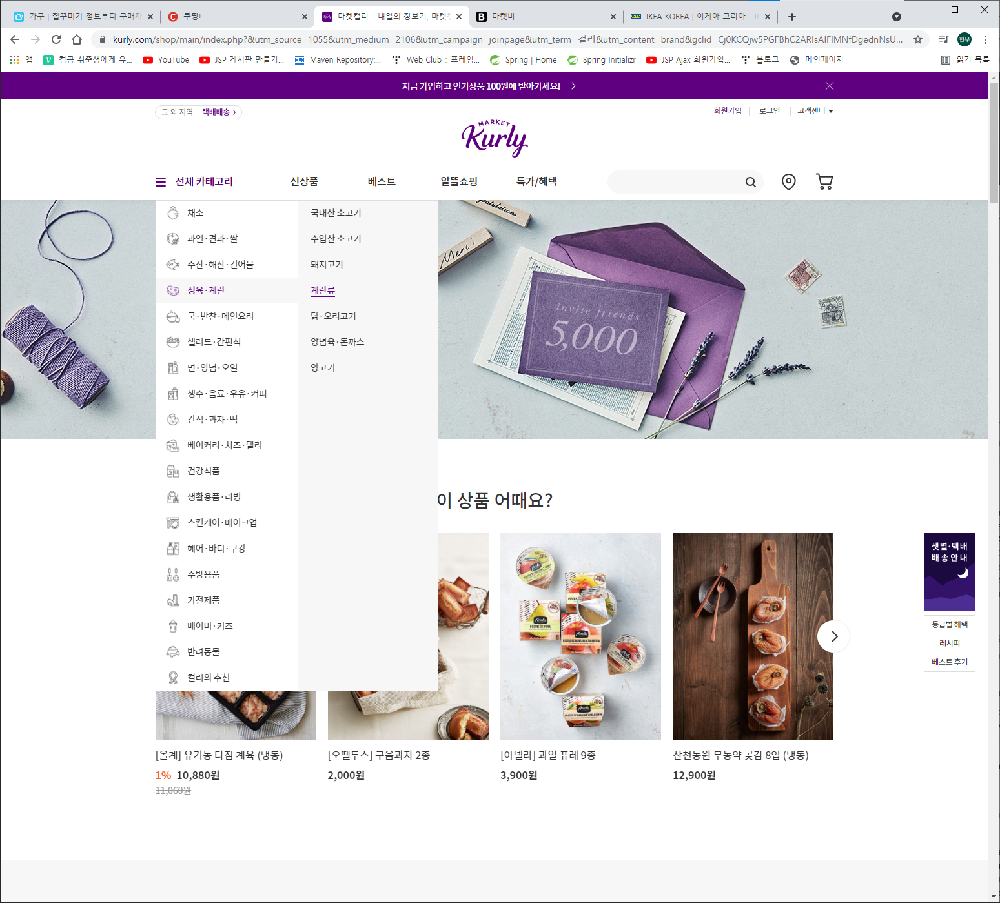 가구 | 집꾸미기 정보부터 구매까
쿠팡!
마켓컬리 :: 내일의 장보기, 마켓컬
마켓비
IKEA KOREA | 이케아 코리아 - I
kurly.com/shop/main/index.php?&utm_source=1055&utm_medium=2106&utm_campaign=joinpage&utm_term=컬리&utm_content=brand&gclid=Cj0KCQjw5PGFBhC2ARIsAIFIMNfDgednNsU...
현우
앱
컴공 취준생에게 유...
YouTube
JSP 게시판 만들기...
Maven Repository:...
Web Club :: 프레임...
Spring | Home
Spring Initializr
JSP Ajax 회원가입...
블로그
메인페이지
읽기 목록
지금 가입하고 인기상품 100원에 받아가세요!
그 외 지역 택배배송
회원가입 로그인 고객센터
MARKET
Kurly
전체 카테고리 신상품 베스트 알뜰쇼핑 특가/혜택
채소
과일·견과·쌀
수산·해산·건어물
정육·계란
국·반찬·메인요리
샐러드·간편식
면·양념·오일
생수·음료·우유·커피
간식·과자·떡
베이커리·치즈·델리
건강식품
생활용품·리빙
스킨케어·메이크업
헤어·바디·구강
주방용품
가전제품
베이비·키즈
반려동물
컬리의 추천
국내산 소고기
수입산 소고기
돼지고기
계란류
닭·오리고기
양념육·돈까스
양고기
Merci,
invite friends
5,000
이 상품 어때요?
샛별·택배
배송안내
등급별 혜택
레시피
베스트 후기
[올계] 유기농 다짐 계육 (냉동)
1% 10,880원
11,060원
[오뗄두스] 구움과자 2종
2,000원
[아넬라] 과일 퓨레 9종
3,900원
산천농원 무농약 곶감 8입 (냉동)
12,900원